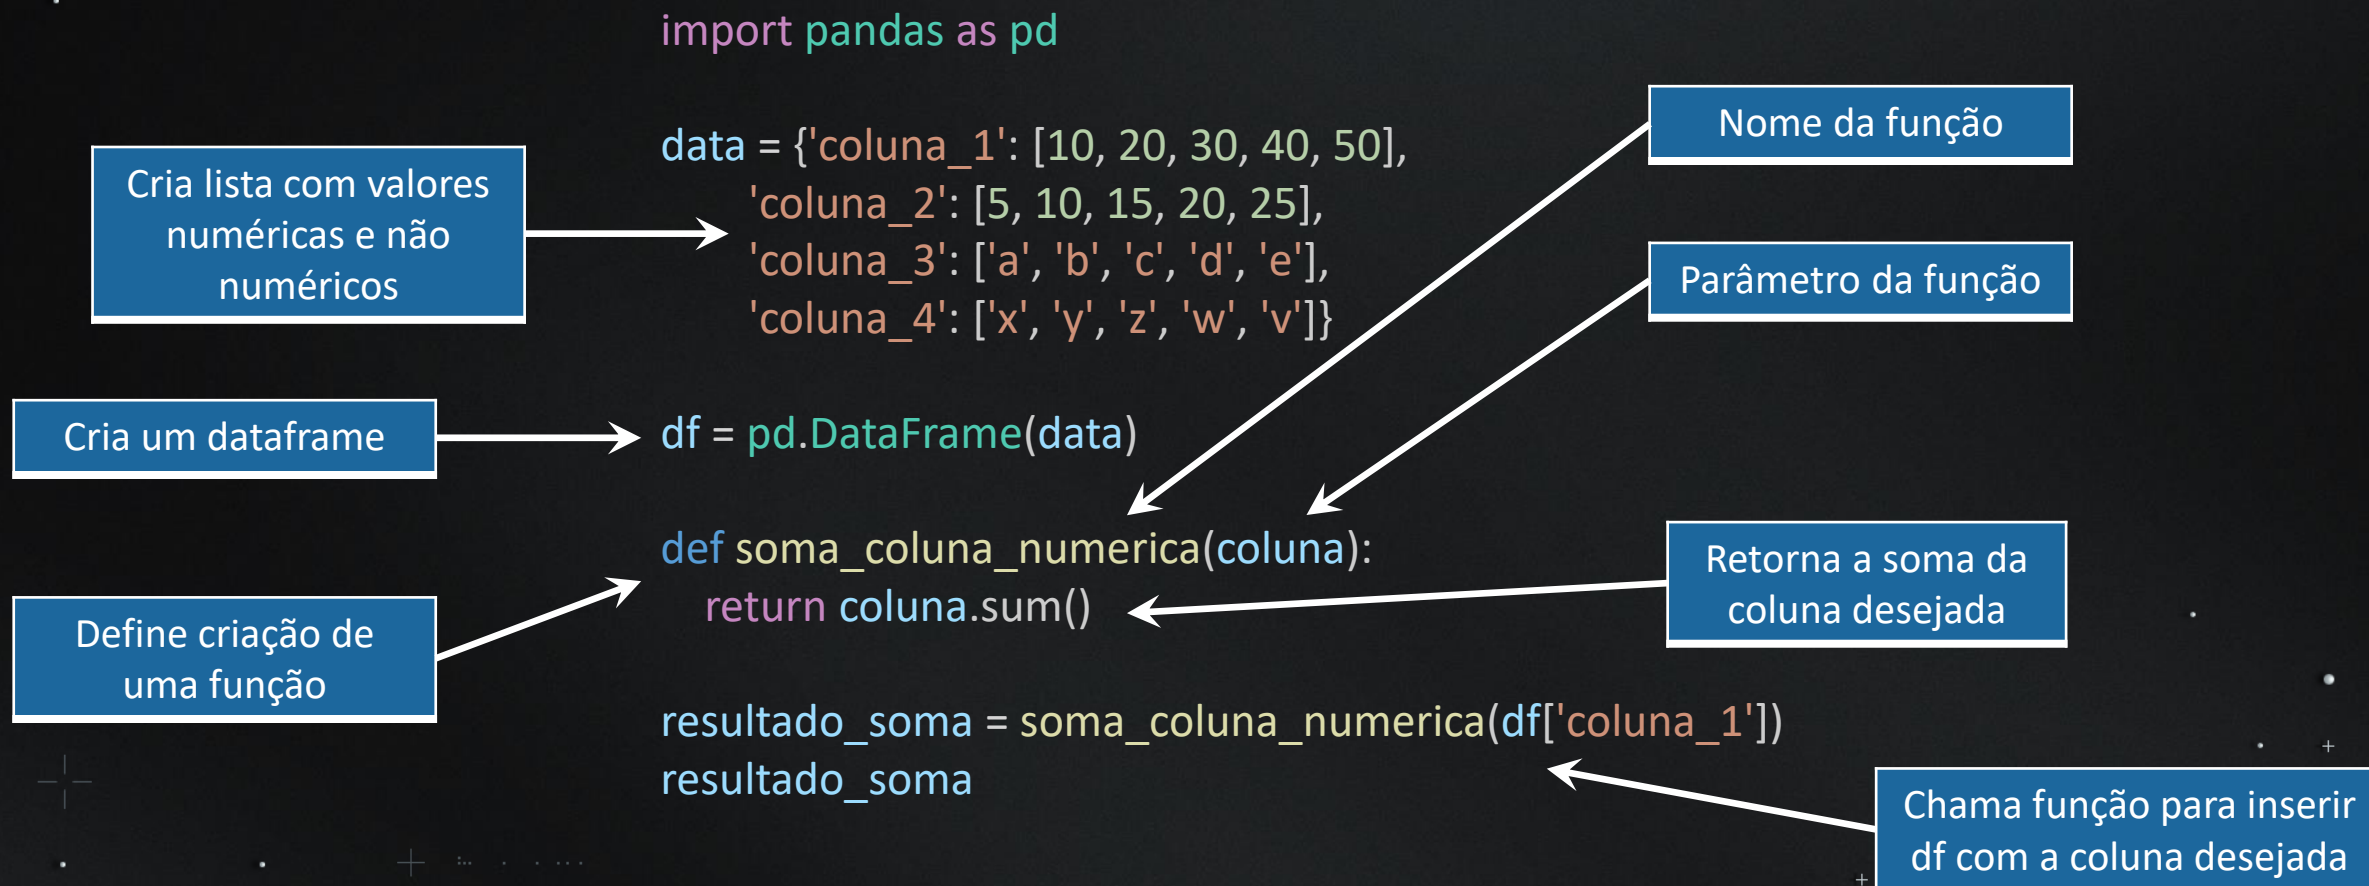 import pandas as pd
data = {'coluna_1': [10, 20, 30, 40, 50],
'coluna_2': [5, 10, 15, 20, 25],
'coluna_3': ['a', 'b', 'c', 'd', 'e'],
'coluna_4': ['x', 'y', 'z', 'w', 'v']}
df = pd.DataFrame(data)
def soma_coluna_numerica(coluna):
return coluna.sum()
resultado_soma = soma_coluna_numerica(df['coluna_1'])
resultado_soma
Cria lista com valores
numéricas e não
numéricos
Cria um dataframe
Define criação de
uma função
Nome da função
Parâmetro da função
Retorna a soma da
coluna desejada
Chama função para inserir
df com a coluna desejada